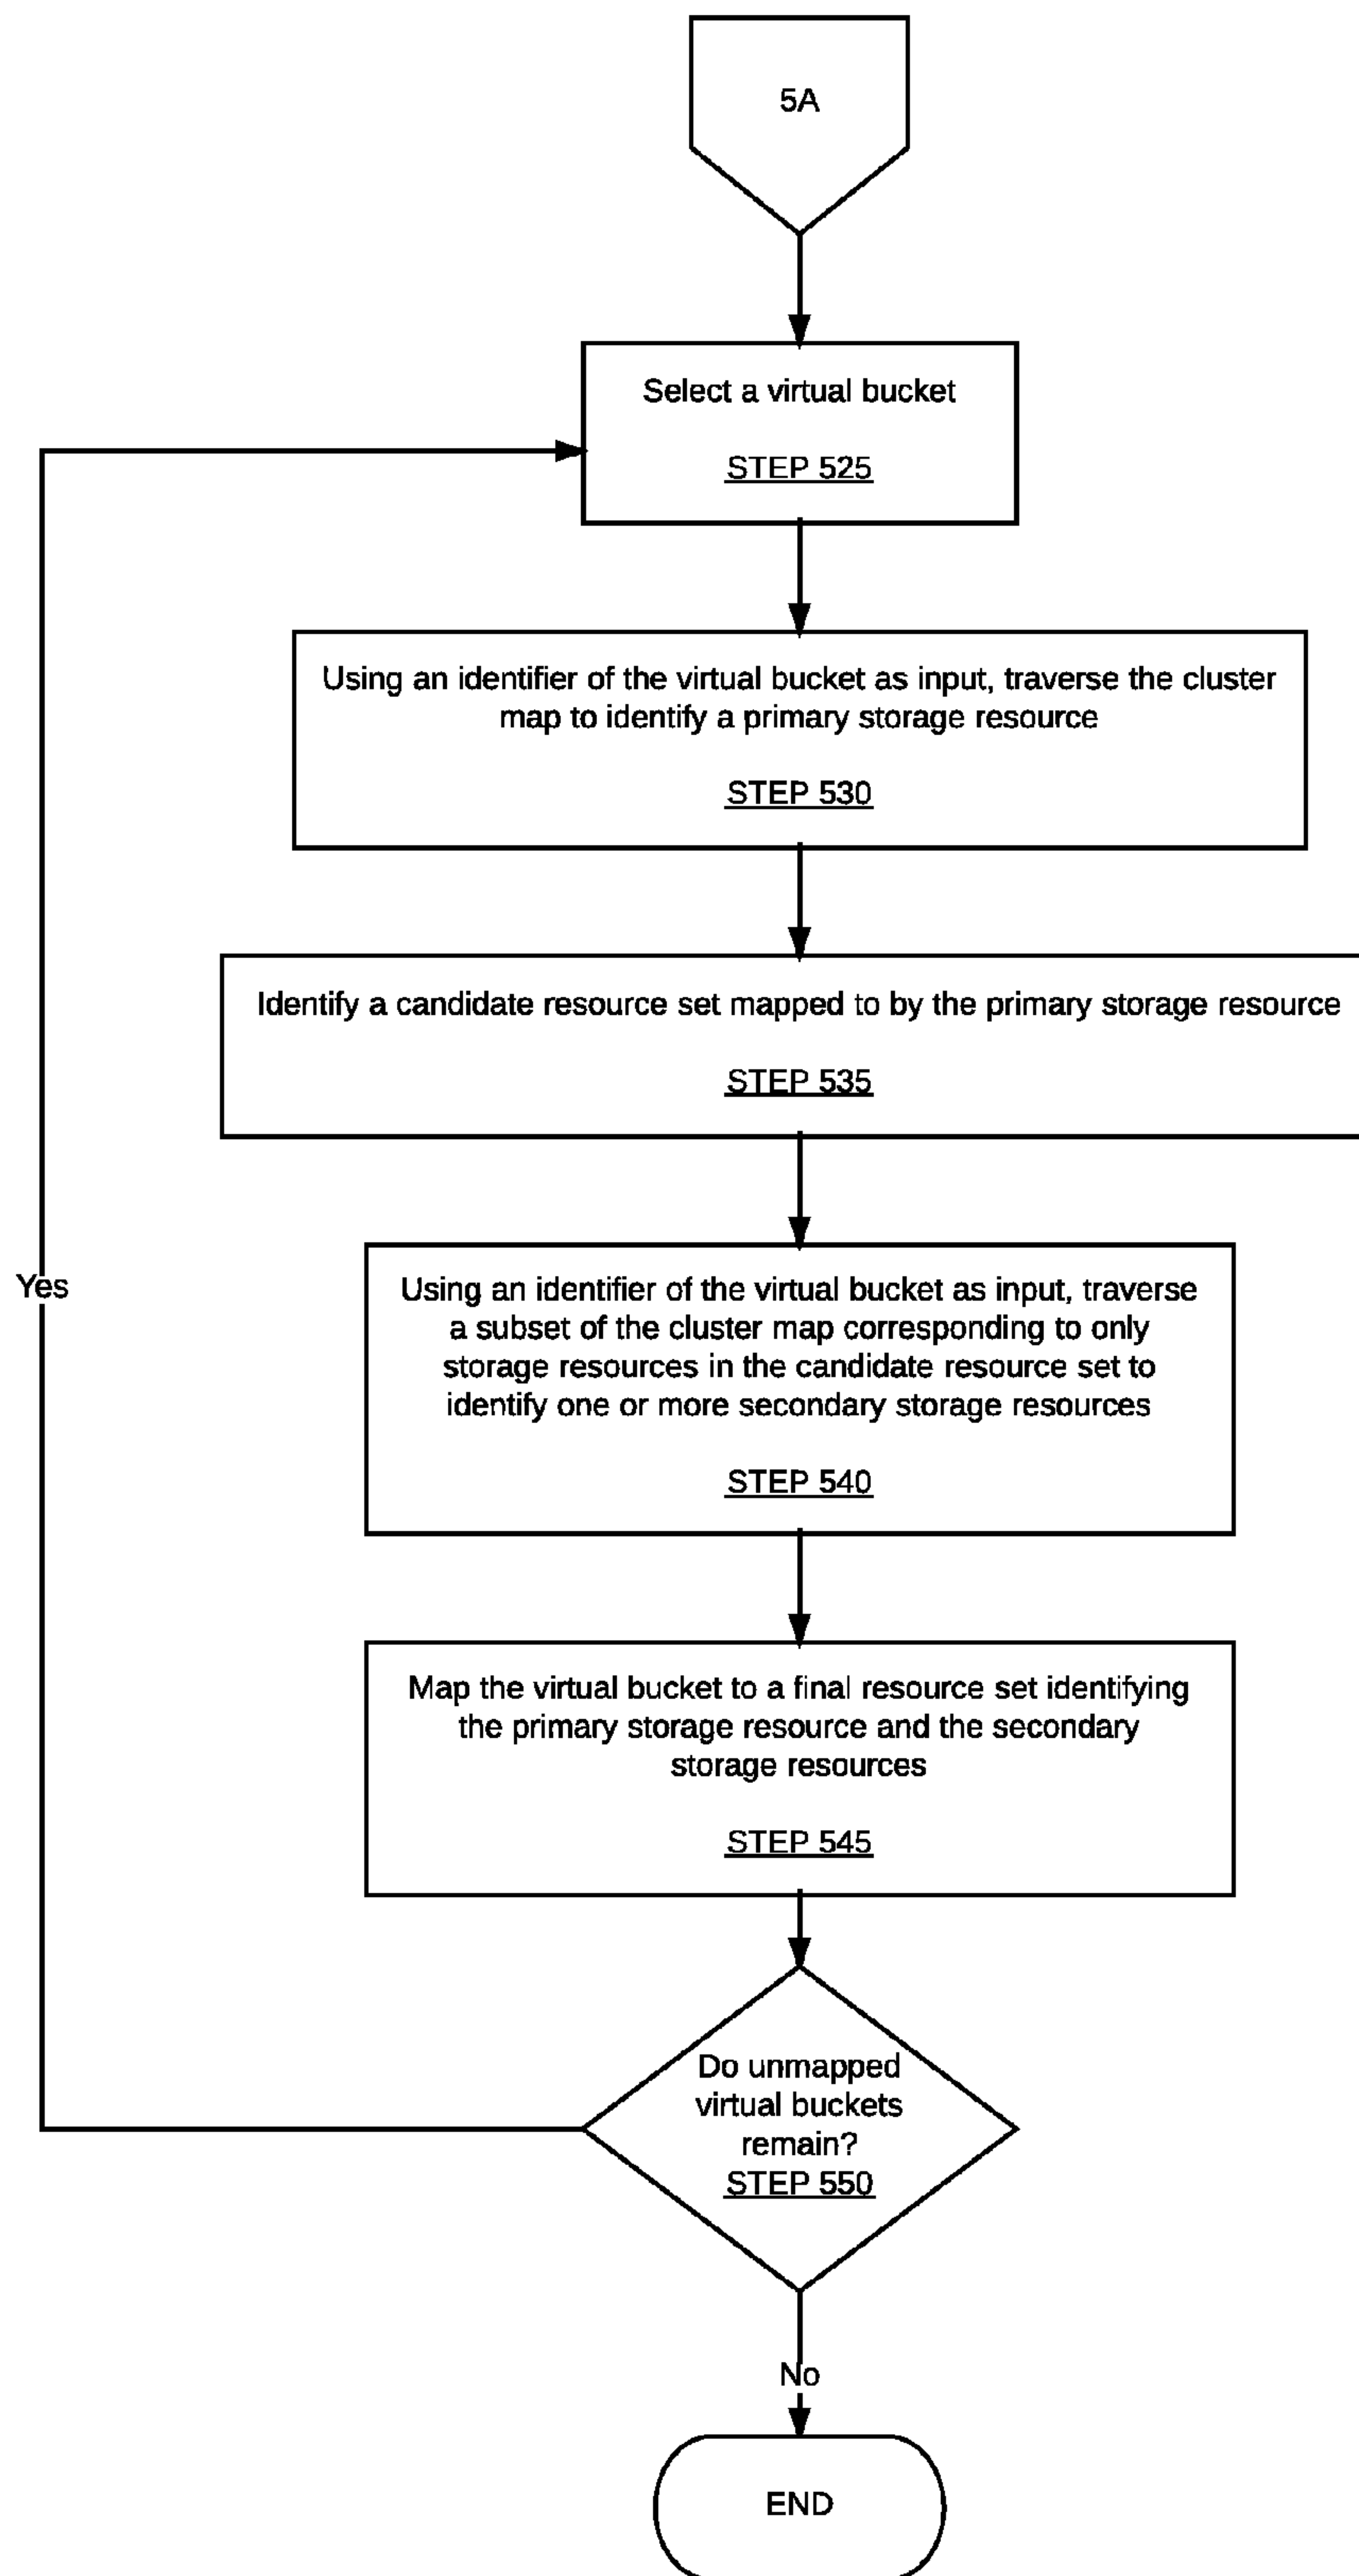 5A
Select a virtual bucket
STEP 525
Using an identifier of the virtual bucket as input, traverse the cluster
map to identify a primary storage resource
STEP 530
Identify a candidate resource set mapped to by the primary storage resource
STEP 535
Using an identifier of the virtual bucket as input, traverse
a subset of the cluster map corresponding to only
storage resources in the candidate resource set to
identify one or more secondary storage resources
STEP 540
Yes
Map the virtual bucket to a final resource set identifying
the primary storage resource and the secondary
storage resources
STEP 545
Do unmapped
virtual buckets
remain?
STEP 550
No
END